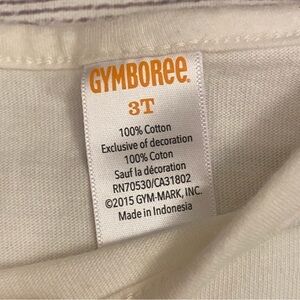 GYMBOREE.
3T
100% Cotton
Exclusive of decoration
100% Coton
Sauf la décoration
RN70530/CA31802
©2015 GYM-MARK, INC.
Made in Indonesia